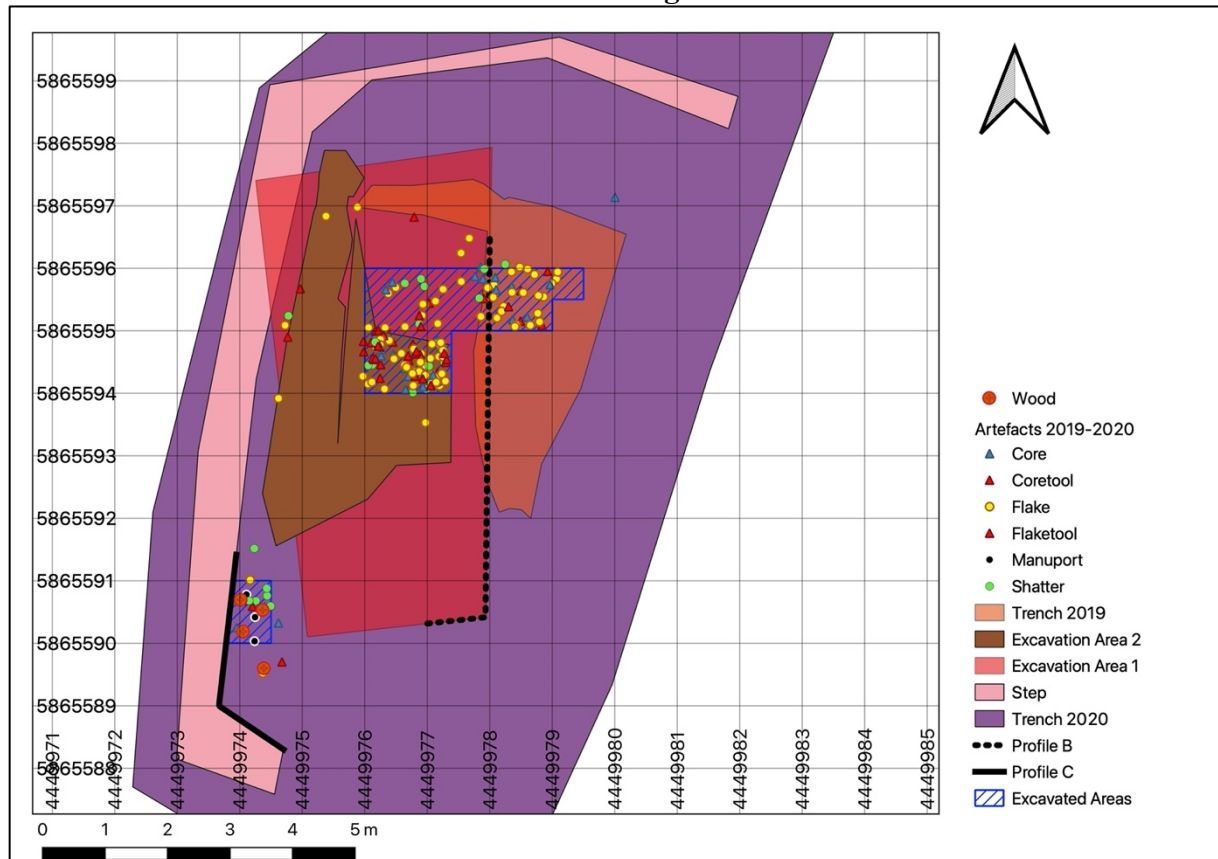 5865599
5865598
5865597
5865596
5865595
5865594
5865593
5865592
5865591
5865590
5865589
5865588
4449971
4449972
4449973
4449974
4449975
4449976
4449977
4449978
4449979
4449980
4449981
4449982
4449983
4449984
4449985
0 1 2 3 4 5 m
Wood
Artefacts 2019-2020
Core
Coretool
Flake
Flaketool
Manuport
Shatter
Trench 2019
Excavation Area 2
Excavation Area 1
Step
Trench 2020
Profile B
Profile C
Excavated Areas